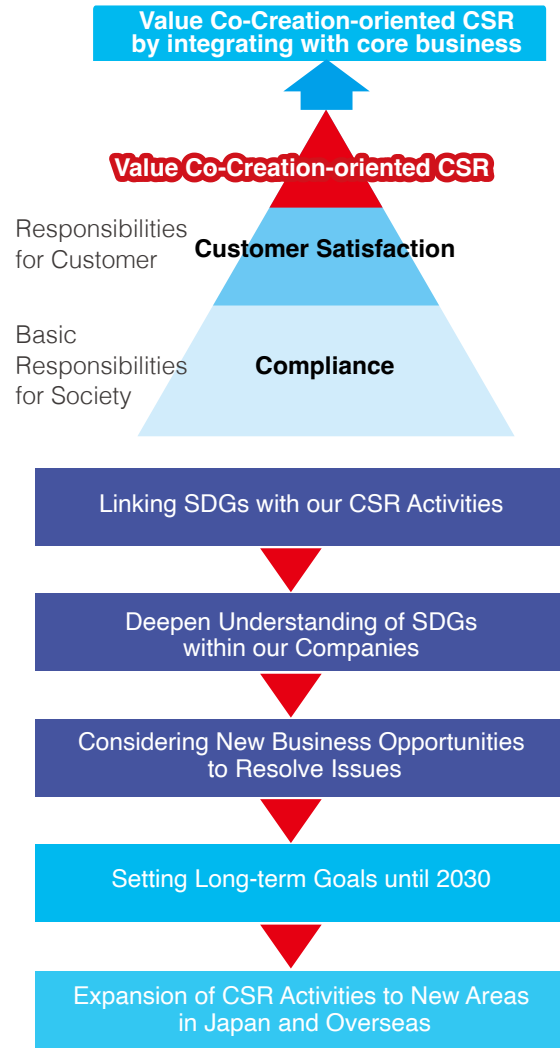 Value Co-Creation-oriented CSR
by integrating with core business
Value Co-Creation-oriented CSR
Responsibilities
for Customer
Customer Satisfaction
Basic
Responsibilities
for Society
Compliance
Linking SDGs with our CSR Activities
Deepen Understanding of SDGs
within our Companies
Considering New Business Opportunities
to Resolve Issues
Setting Long-term Goals until 2030
Expansion of CSR Activities to New Areas
in Japan and Overseas